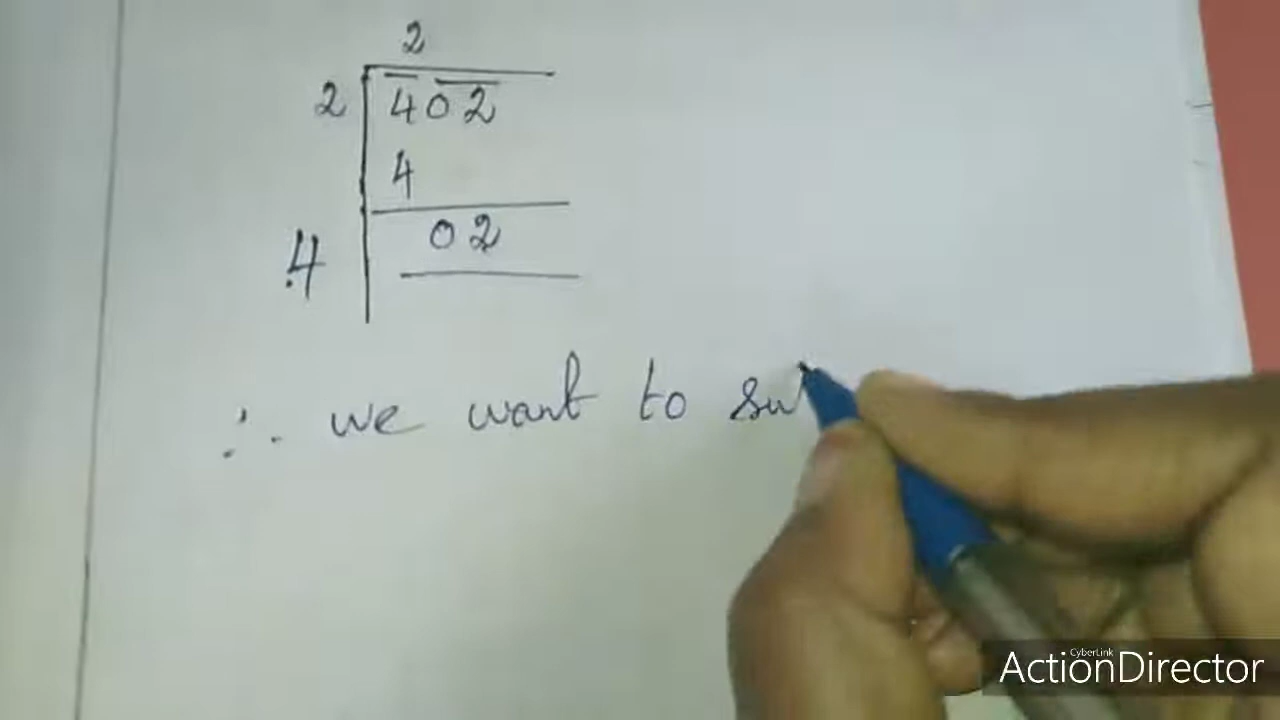 2
2 402
4
4 02
∴ we want to su
CyberLink
ActionDirector